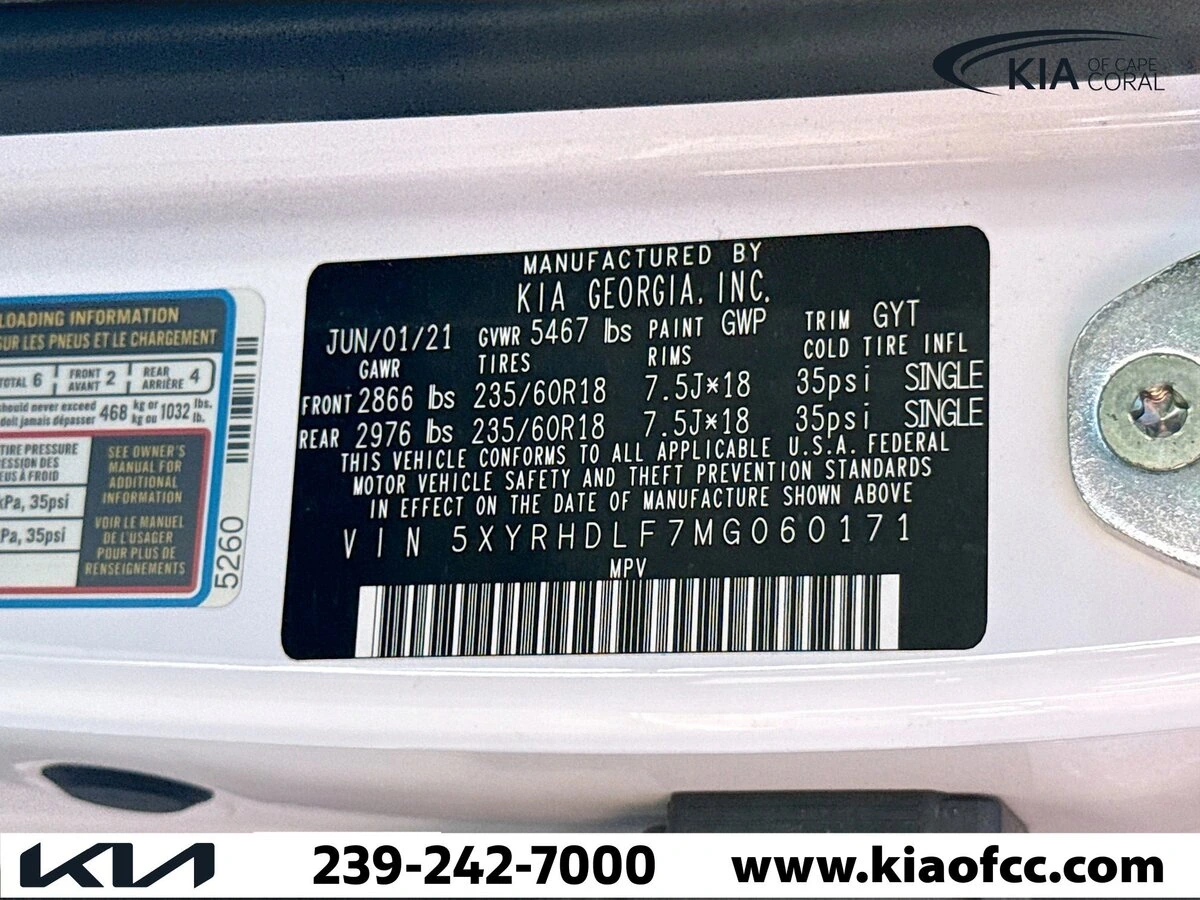 KIA OF CAPE CORAL
LOADING INFORMATION
SUR LES PNEUS ET LE CHARGEMENT
TOTAL 6 FRONT AVANT 2 REAR ARRIÈRE 4
should never exceed 468 kg or 1032 lbs.
doit jamais dépasser kg ou lb.
TIRE PRESSURE
À FROID
kPa, 35psi
kPa, 35psi
SEE OWNER'S
MANUAL FOR
ADDITIONAL
INFORMATION
VOIR LE MANUEL
DE L'USAGER
POUR PLUS DE
RENSEIGNEMENTS
5260
MANUFACTURED BY
KIA GEORGIA, INC.
JUN/01/21 GVWR 5467 lbs PAINT GWP TRIM GYT
GAWR TIRES RIMS COLD TIRE INFL
FRONT 2866 lbs 235/60R18 7.5J*18 35psi SINGLE
REAR 2976 lbs 235/60R18 7.5J*18 35psi SINGLE
THIS VEHICLE CONFORMS TO ALL APPLICABLE U.S.A. FEDERAL
MOTOR VEHICLE SAFETY AND THEFT PREVENTION STANDARDS
IN EFFECT ON THE DATE OF MANUFACTURE SHOWN ABOVE
VIN 5XYRHDLF7MG060171
MPV
KIA 239-242-7000 www.kiaofcc.com